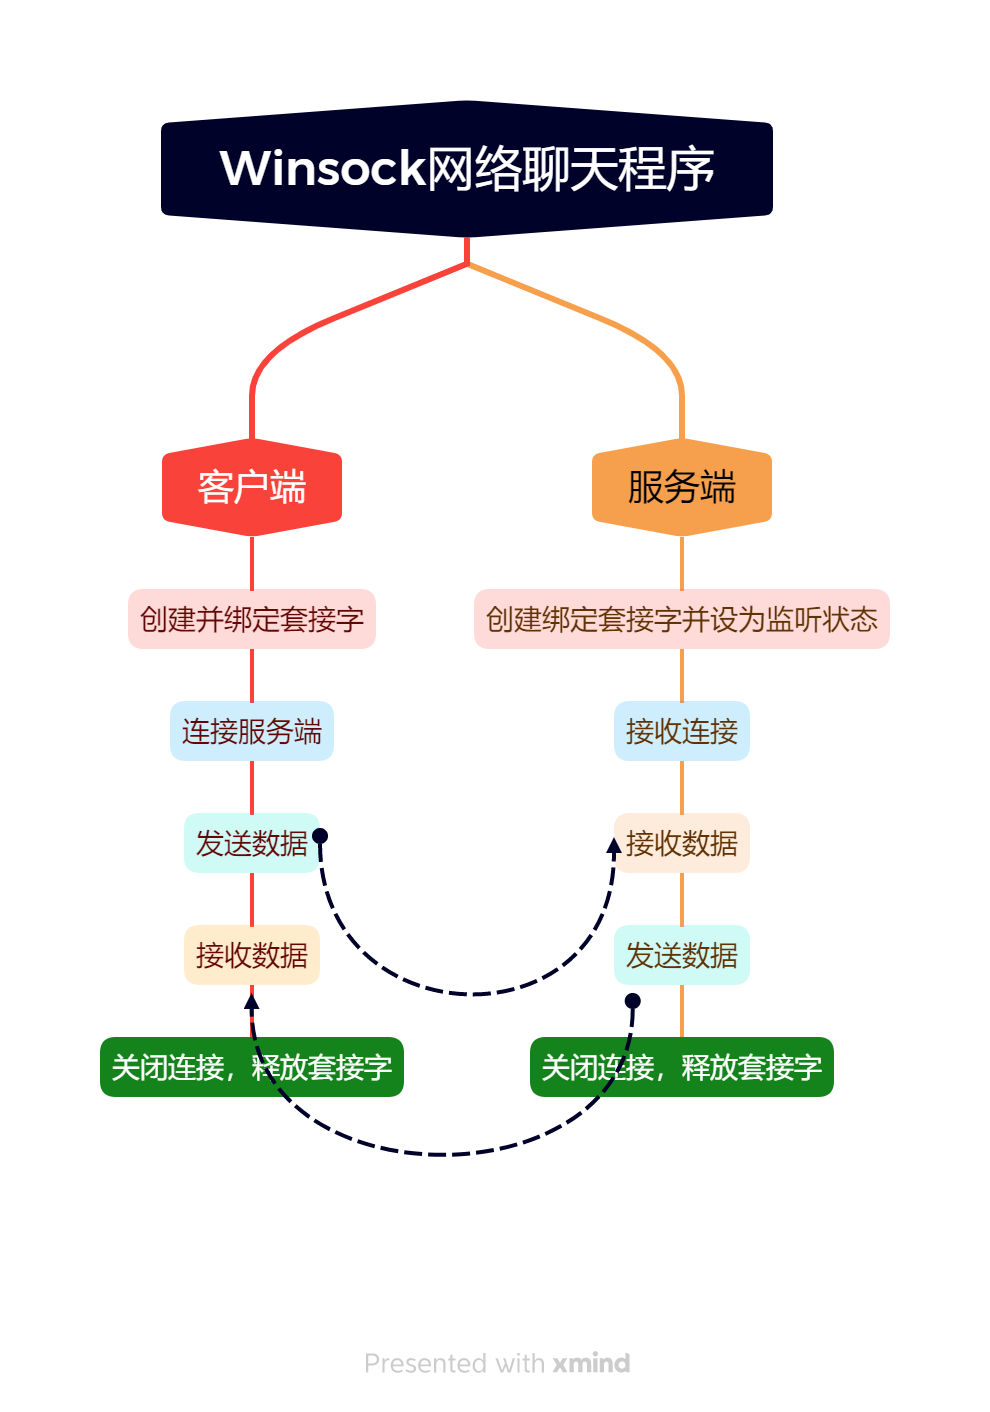 Winsock网络聊天程序
客户端
服务端
创建并绑定套接字
创建绑定套接字并设为监听状态
连接服务端
接收连接
发送数据
接收数据
接收数据
发送数据
关闭连接，释放套接字
关闭连接，释放套接字
Presented with xmind